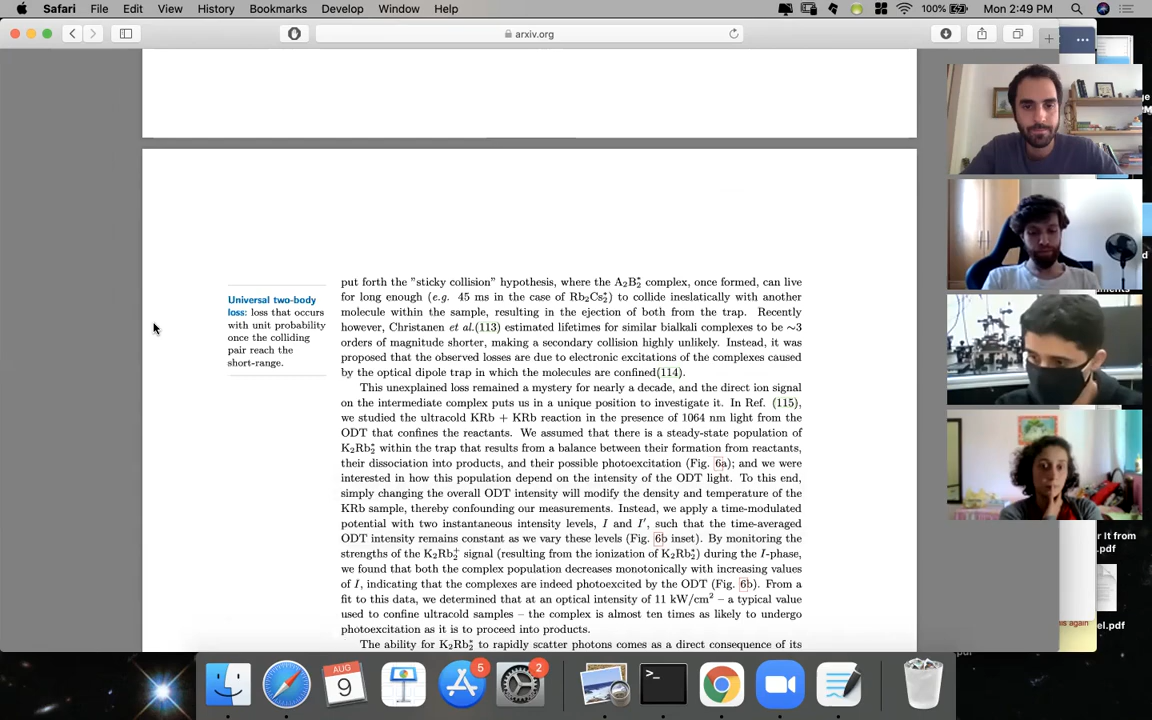 Safari File Edit View History Bookmarks Develop Window Help
100% Mon 2:49 PM
arxiv.org
Universal two-body
loss: loss that occurs
with unit probability
once the colliding
pair reach the
short-range.
put forth the "sticky collision" hypothesis, where the A2B2* complex, once formed, can live
for long enough (e.g. 45 ms in the case of Rb2Cs2*) to collide ineslatically with another
molecule within the sample, resulting in the ejection of both from the trap. Recently
however, Christanen et al.(113) estimated lifetimes for similar bialkali complexes to be ~3
orders of magnitude shorter, making a secondary collision highly unlikely. Instead, it was
proposed that the observed losses are due to electronic excitations of the complexes caused
by the optical dipole trap in which the molecules are confined(114).
This unexplained loss remained a mystery for nearly a decade, and the direct ion signal
on the intermediate complex puts us in a unique position to investigate it. In Ref. (115),
we studied the ultracold KRb + KRb reaction in the presence of 1064 nm light from the
ODT that confines the reactants. We assumed that there is a steady-state population of
K2Rb2* within the trap that results from a balance between their formation from reactants,
their dissociation into products, and their possible photoexcitation (Fig. 6a); and we were
interested in how this population depend on the intensity of the ODT light. To this end,
simply changing the overall ODT intensity will modify the density and temperature of the
KRb sample, thereby confounding our measurements. Instead, we apply a time-modulated
potential with two instantaneous intensity levels, I and I′, such that the time-averaged
ODT intensity remains constant as we vary these levels (Fig. 6b inset). By monitoring the
strengths of the K2Rb2+ signal (resulting from the ionization of K2Rb2*) during the I-phase,
we found that both the complex population decreases monotonically with increasing values
of I, indicating that the complexes are indeed photoexcited by the ODT (Fig. 6b). From a
fit to this data, we determined that at an optical intensity of 11 kW/cm² – a typical value
used to confine ultracold samples – the complex is almost ten times as likely to undergo
photoexcitation as it is to proceed into products.
The ability for K2Rb2* to rapidly scatter photons comes as a direct consequence of its
r It from
.pdf
el.pdf
s again
AUG
9
5
2